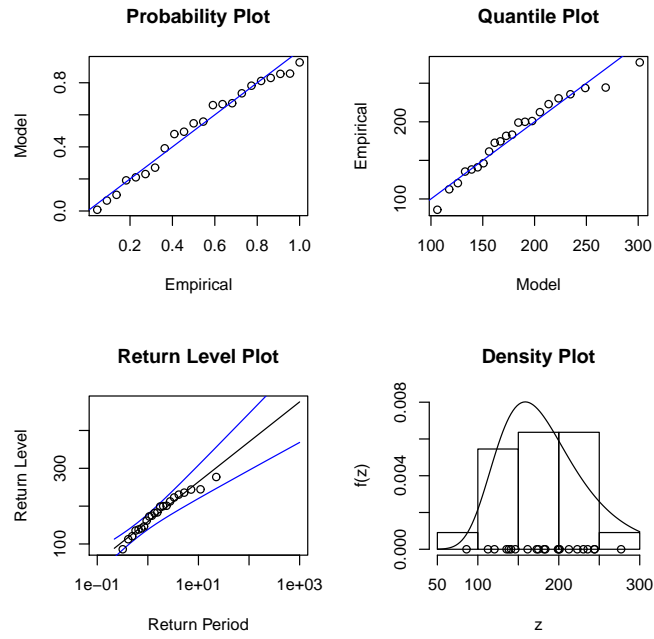 Probability Plot
Model
0.0 0.4 0.8
0.2 0.4 0.6 0.8 1.0
Empirical
Quantile Plot
Empirical
100 200
100 150 200 250 300
Model
Return Level Plot
Return Level
100 300
1e−01 1e+01 1e+03
Return Period
Density Plot
f(z)
0.000 0.004 0.008
50 100 200 300
z